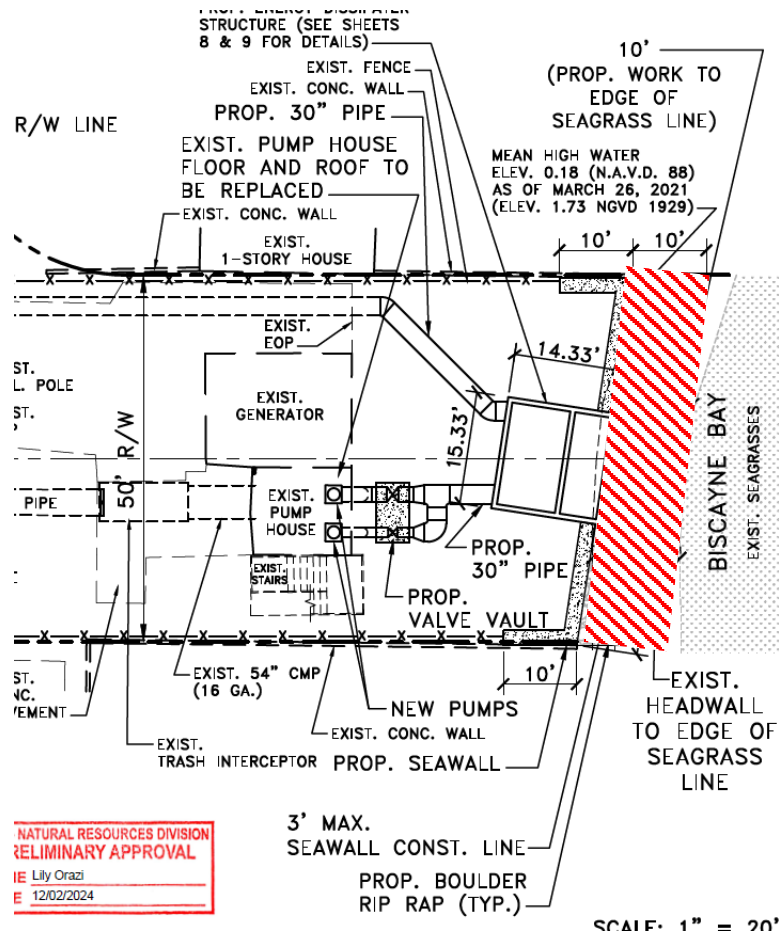 STRUCTURE (SEE SHEETS
8 & 9 FOR DETAILS)
EXIST. FENCE
EXIST. CONC. WALL
PROP. 30" PIPE
10'
(PROP. WORK TO
EDGE OF
SEAGRASS LINE)
R/W LINE
EXIST. PUMP HOUSE
FLOOR AND ROOF TO
BE REPLACED
MEAN HIGH WATER
ELEV. 0.18 (N.A.V.D. 88)
AS OF MARCH 26, 2021
(ELEV. 1.73 NGVD 1929)
EXIST. CONC. WALL
EXIST.
1-STORY HOUSE
10'
10'
EXIST.
EOP
14.33'
15.33'
EXIST.
GENERATOR
L. POLE
50' R/W
PIPE
EXIST.
PUMP
HOUSE
EXIST.
STAIRS
BISCAYNE BAY
EXIST. SEAGRASSES
PROP.
30" PIPE
PROP.
VALVE VAULT
EXIST. 54" CMP
(16 GA.)
10'
NEW PUMPS
EXIST. CONC. WALL
EXIST.
TRASH INTERCEPTOR
PROP. SEAWALL
EXIST.
HEADWALL
TO EDGE OF
SEAGRASS
LINE
3' MAX.
SEAWALL CONST. LINE
PROP. BOULDER
RIP RAP (TYP.)
NATURAL RESOURCES DIVISION
RELIMINARY APPROVAL
Lily Orazi
12/02/2024
SCALE: 1" = 20'